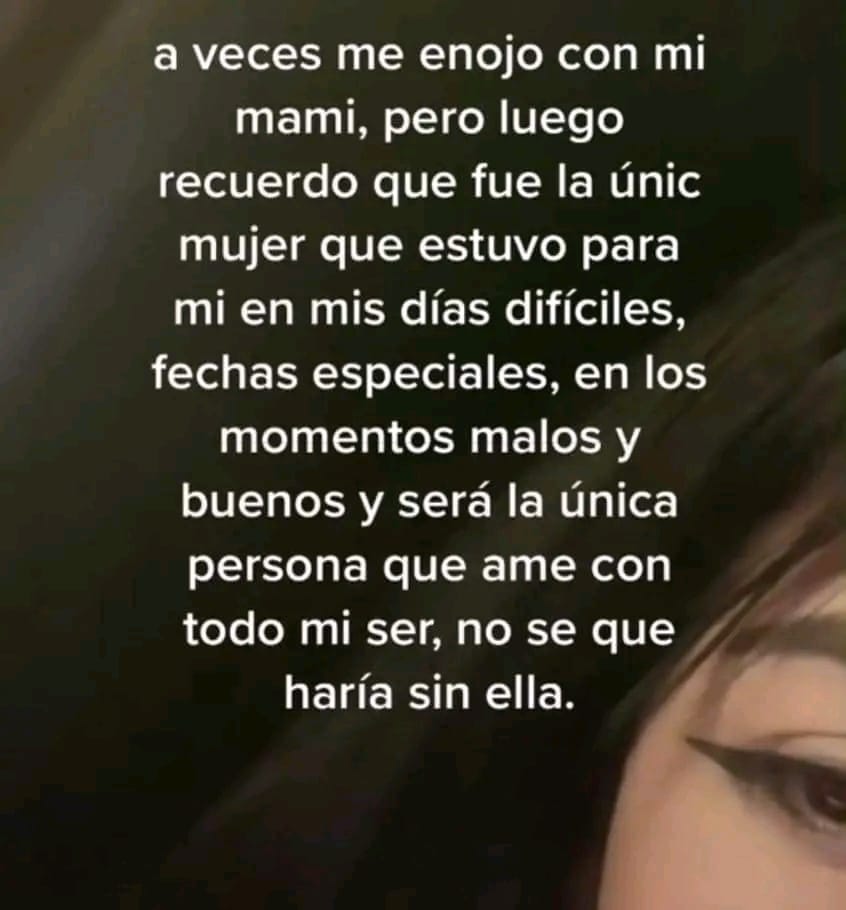 a veces me enojo con mi
mami, pero luego
recuerdo que fue la únic
mujer que estuvo para
mi en mis días difíciles,
fechas especiales, en los
momentos malos y
buenos y será la única
persona que ame con
todo mi ser, no se que
haría sin ella.